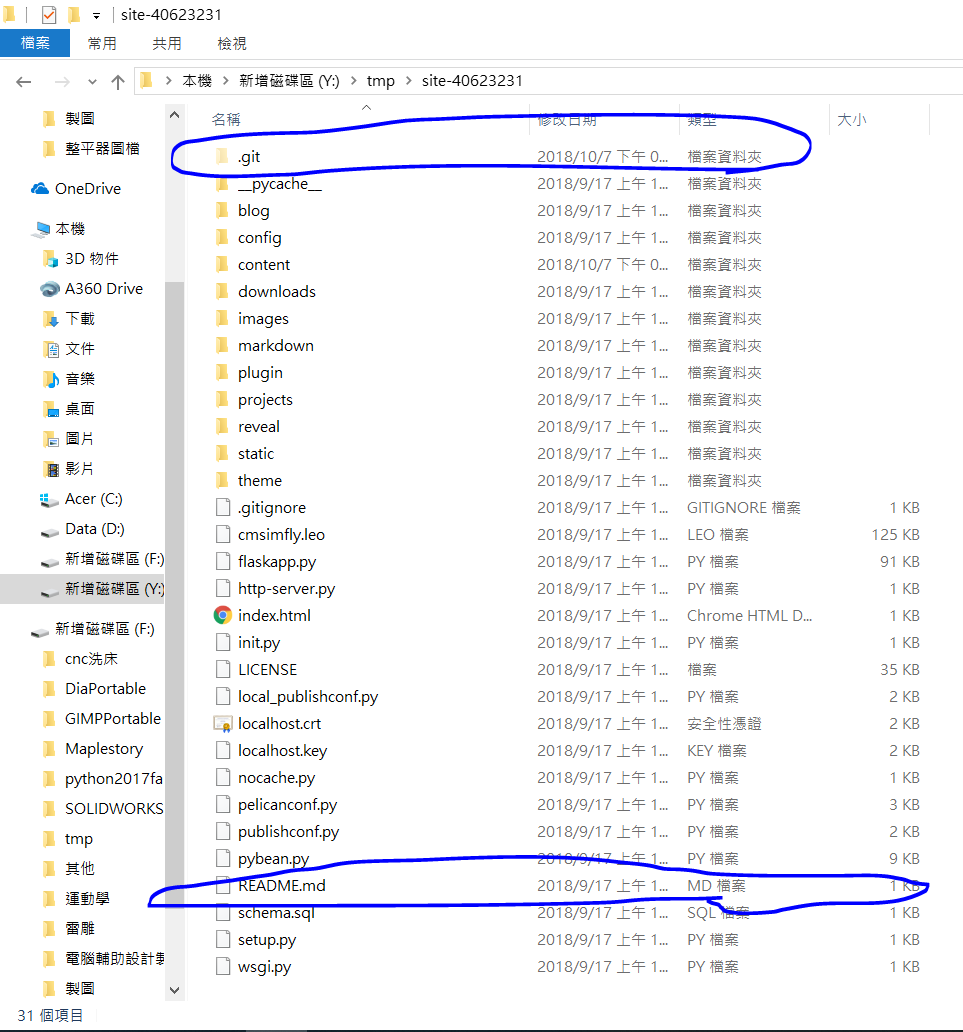 site-40623231
檔案 常用 共用 檢視
本機 新增磁碟區 (Y:) tmp site-40623231
製圖
整平器圖檔
OneDrive
本機
3D 物件
A360 Drive
下載
文件
音樂
桌面
圖片
影片
Acer (C:)
Data (D:)
新增磁碟區 (F:)
新增磁碟區 (Y:)
新增磁碟區 (F:)
cnc洗床
DiaPortable
GIMPPortable
Maplestory
python2017fa
SOLIDWORKS
tmp
其他
運動學
雷雕
電腦輔助設計製
製圖
名稱 修改日期 類型 大小
.git 2018/10/7 下午 0... 檔案資料夾
__pycache__ 2018/9/17 上午 1... 檔案資料夾
blog 2018/9/17 上午 1... 檔案資料夾
config 2018/9/17 上午 1... 檔案資料夾
content 2018/10/7 下午 0... 檔案資料夾
downloads 2018/9/17 上午 1... 檔案資料夾
images 2018/9/17 上午 1... 檔案資料夾
markdown 2018/9/17 上午 1... 檔案資料夾
plugin 2018/9/17 上午 1... 檔案資料夾
projects 2018/9/17 上午 1... 檔案資料夾
reveal 2018/9/17 上午 1... 檔案資料夾
static 2018/9/17 上午 1... 檔案資料夾
theme 2018/9/17 上午 1... 檔案資料夾
.gitignore 2018/9/17 上午 1... GITIGNORE 檔案 1 KB
cmsimfly.leo 2018/9/17 上午 1... LEO 檔案 125 KB
flaskapp.py 2018/9/17 上午 1... PY 檔案 91 KB
http-server.py 2018/9/17 上午 1... PY 檔案 1 KB
index.html 2018/9/17 上午 1... Chrome HTML D... 1 KB
init.py 2018/9/17 上午 1... PY 檔案 1 KB
LICENSE 2018/9/17 上午 1... 檔案 35 KB
local_publishconf.py 2018/9/17 上午 1... PY 檔案 2 KB
localhost.crt 2018/9/17 上午 1... 安全性憑證 2 KB
localhost.key 2018/9/17 上午 1... KEY 檔案 2 KB
nocache.py 2018/9/17 上午 1... PY 檔案 1 KB
pelicanconf.py 2018/9/17 上午 1... PY 檔案 3 KB
publishconf.py 2018/9/17 上午 1... PY 檔案 2 KB
pybean.py 2018/9/17 上午 1... PY 檔案 9 KB
README.md 2018/9/17 上午 1... MD 檔案 1 KB
schema.sql 2018/9/17 上午 1... SQL 檔案 1 KB
setup.py 2018/9/17 上午 1... PY 檔案 1 KB
wsgi.py 2018/9/17 上午 1... PY 檔案 1 KB
31 個項目